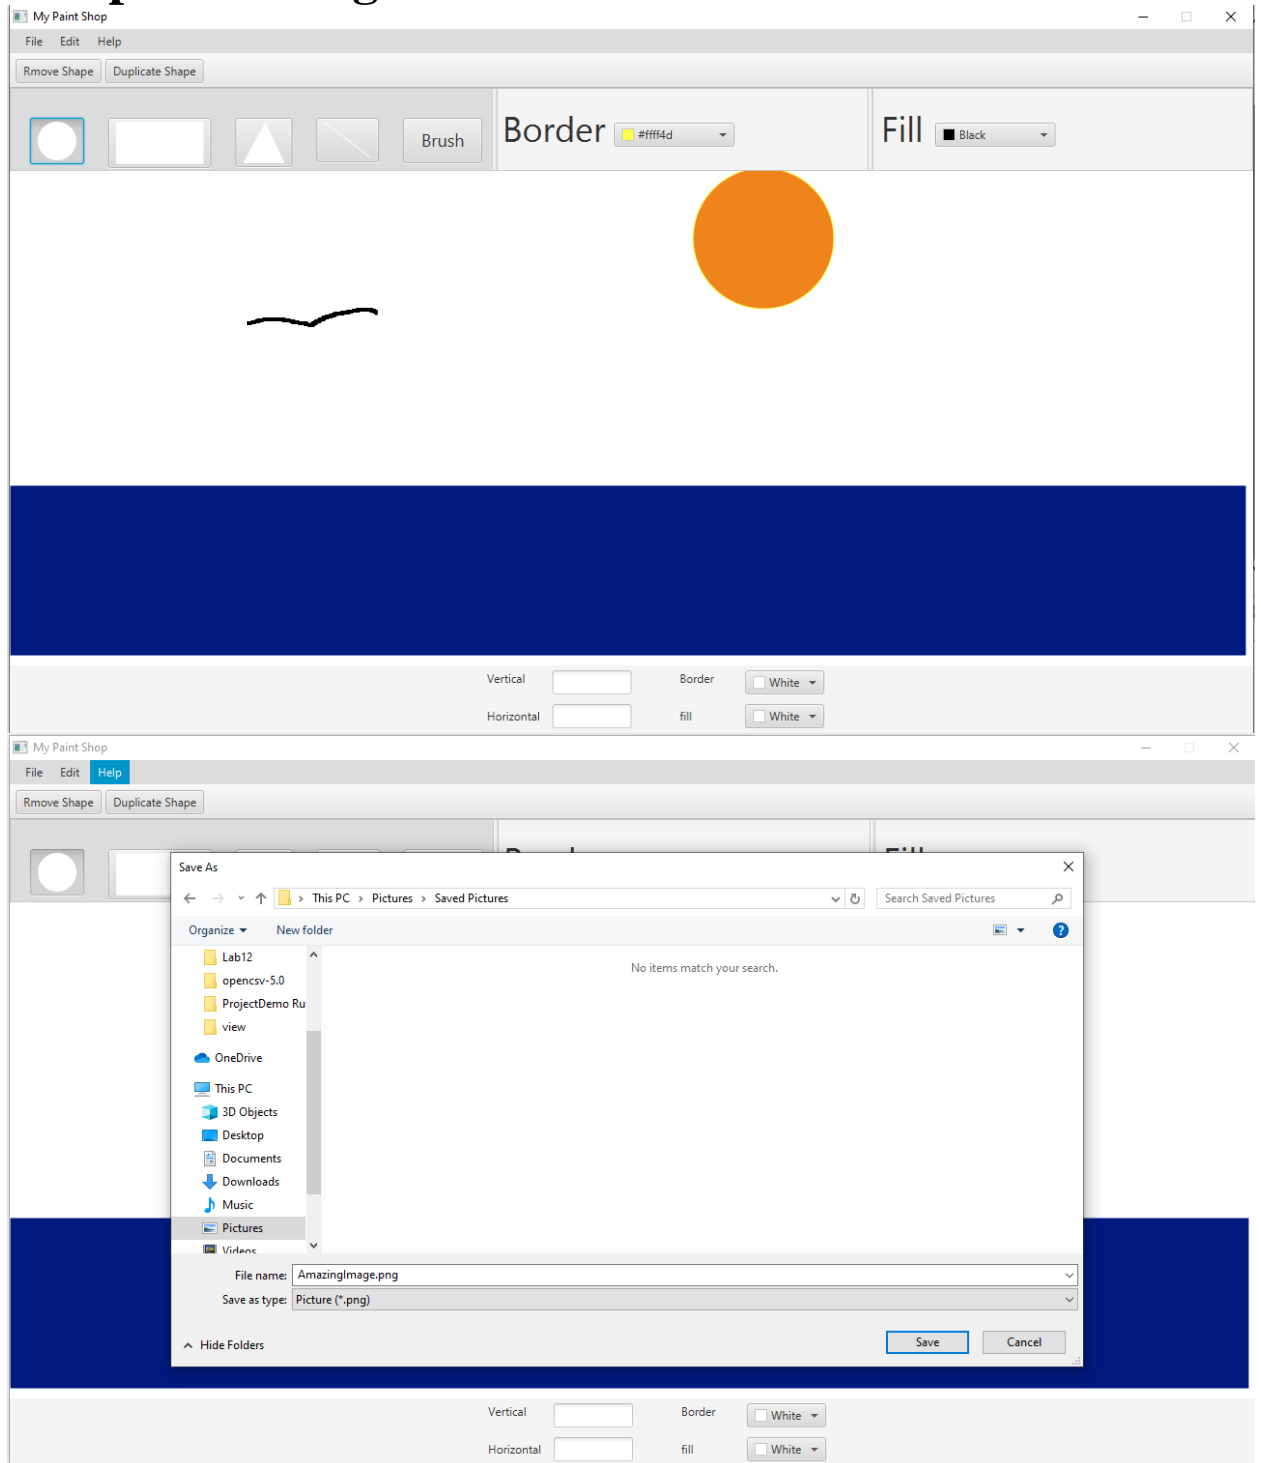 My Paint Shop
File Edit Help
Rmove Shape Duplicate Shape
Brush Border #ffff4d Fill Black
Vertical Border White
Horizontal fill White
My Paint Shop
File Edit Help
Rmove Shape Duplicate Shape
Save As
This PC > Pictures > Saved Pictures Search Saved Pictures
Organize New folder
Lab12
No items match your search.
opencsv-5.0
ProjectDemo Ru
view
OneDrive
This PC
3D Objects
Desktop
Documents
Downloads
Music
Pictures
Videos
File name: AmazingImage.png
Save as type: Picture (*.png)
Hide Folders Save Cancel
Vertical Border White
Horizontal fill White